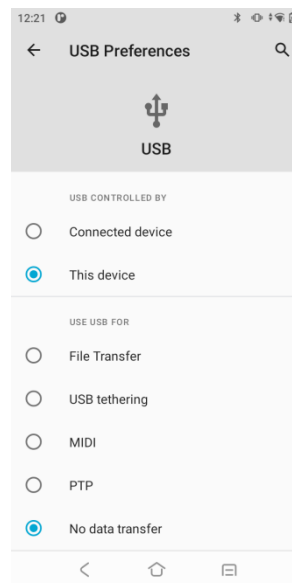 12:21
USB Preferences
USB
USB CONTROLLED BY
Connected device
This device
USE USB FOR
File Transfer
USB tethering
MIDI
PTP
No data transfer